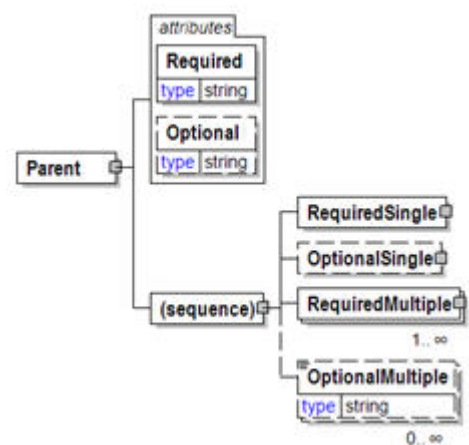 attributes
Required
type string
Optional
type string
Parent
RequiredSingle
OptionalSingle
(sequence)
RequiredMultiple
1.. ∞
OptionalMultiple
type string
0.. ∞